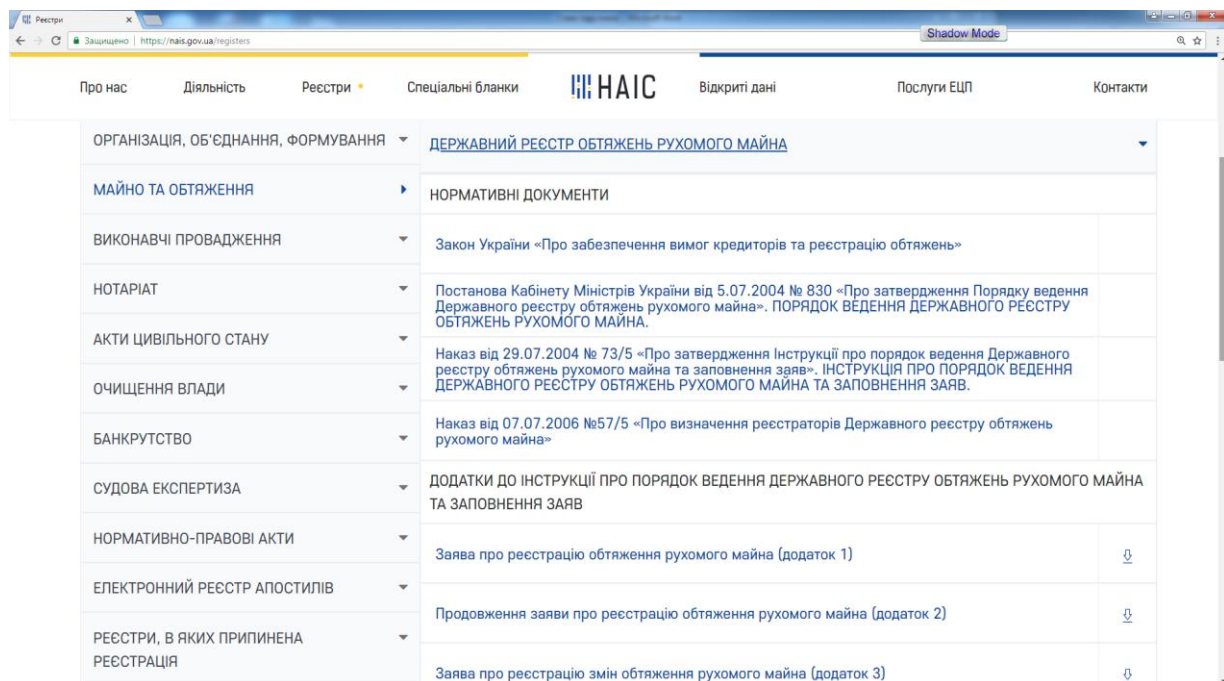 Реестри
Shadow Mode
Защищено | https://nais.gov.ua/registers
Про нас
Діяльність
Реєстри
Спеціальні бланки
НАІС
Відкриті дані
Послуги ЕЦП
Контакти
ОРГАНІЗАЦІЯ, ОБ'ЄДНАННЯ, ФОРМУВАННЯ
МАЙНО ТА ОБТЯЖЕННЯ
ВИКОНАВЧІ ПРОВАДЖЕННЯ
НОТАРІАТ
АКТИ ЦИВІЛЬНОГО СТАНУ
ОЧИЩЕННЯ ВЛАДИ
БАНКРУТСТВО
СУДОВА ЕКСПЕРТИЗА
НОРМАТИВНО-ПРАВОВІ АКТИ
ЕЛЕКТРОННИЙ РЕЄСТР АПОСТИЛІВ
РЕЄСТРИ, В ЯКИХ ПРИПИНЕНА
РЕЄСТРАЦІЯ
ДЕРЖАВНИЙ РЕЄСТР ОБТЯЖЕНЬ РУХОМОГО МАЙНА
НОРМАТИВНІ ДОКУМЕНТИ
Закон України «Про забезпечення вимог кредиторів та реєстрацію обтяжень»
Постанова Кабінету Міністрів України від 5.07.2004 № 830 «Про затвердження Порядку ведення
Державного реєстру обтяжень рухомого майна». ПОРЯДОК ВЕДЕННЯ ДЕРЖАВНОГО РЕЄСТРУ
ОБТЯЖЕНЬ РУХОМОГО МАЙНА.
Наказ від 29.07.2004 № 73/5 «Про затвердження Інструкції про порядок ведення Державного
реєстру обтяжень рухомого майна та заповнення заяв». ІНСТРУКЦІЯ ПРО ПОРЯДОК ВЕДЕННЯ
ДЕРЖАВНОГО РЕЄСТРУ ОБТЯЖЕНЬ РУХОМОГО МАЙНА ТА ЗАПОВНЕННЯ ЗАЯВ.
Наказ від 07.07.2006 №57/5 «Про визначення реєстраторів Державного реєстру обтяжень
рухомого майна»
ДОДАТКИ ДО ІНСТРУКЦІЇ ПРО ПОРЯДОК ВЕДЕННЯ ДЕРЖАВНОГО РЕЄСТРУ ОБТЯЖЕНЬ РУХОМОГО МАЙНА
ТА ЗАПОВНЕННЯ ЗАЯВ
Заява про реєстрацію обтяження рухомого майна (додаток 1)
Продовження заяви про реєстрацію обтяження рухомого майна (додаток 2)
Заява про реєстрацію змін обтяження рухомого майна (додаток 3)